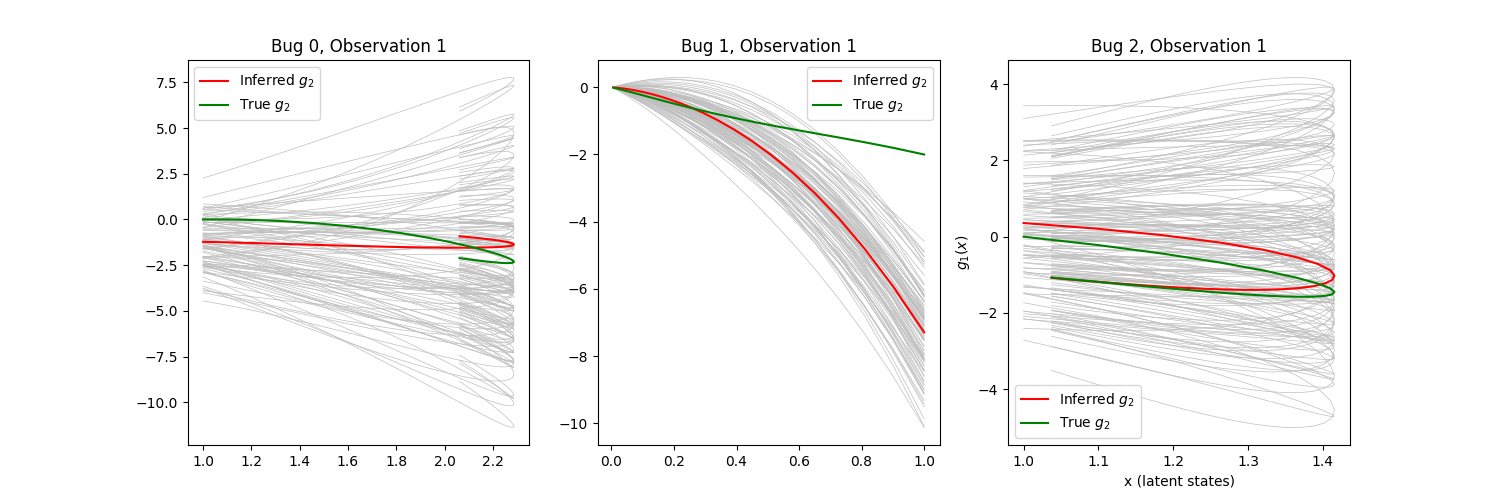 Bug 0, Observation 1
Inferred g₂
True g₂
7.5
5.0
2.5
0.0
−2.5
−5.0
−7.5
−10.0
1.0 1.2 1.4 1.6 1.8 2.0 2.2
Bug 1, Observation 1
Inferred g₂
True g₂
0
−2
−4
−6
−8
−10
0.0 0.2 0.4 0.6 0.8 1.0
Bug 2, Observation 1
g₁(x)
4
2
0
−2
−4
Inferred g₂
True g₂
1.0 1.1 1.2 1.3 1.4
x (latent states)